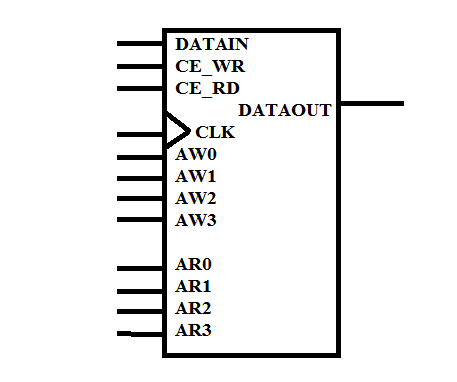 DATAIN
CE_WR
CE_RD
DATAOUT
CLK
AW0
AW1
AW2
AW3
AR0
AR1
AR2
AR3